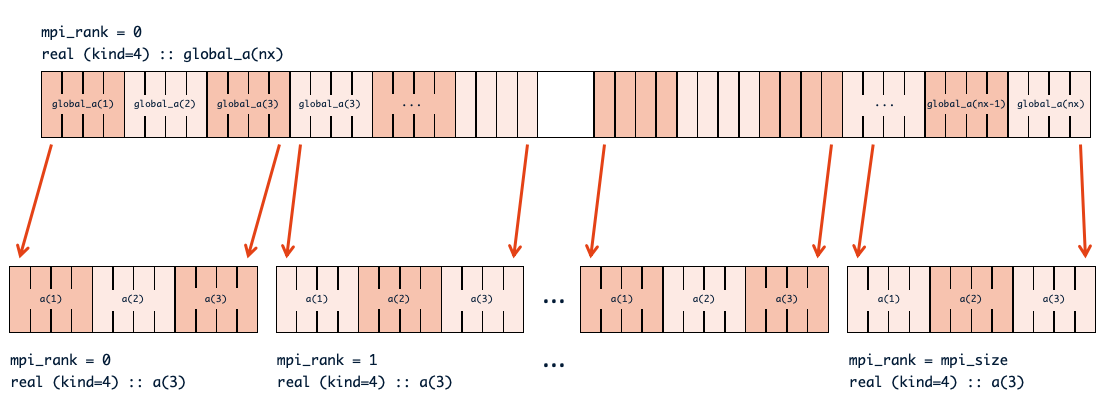 mpi_rank = 0
real (kind=4) :: global_a(nx)
global_a(1) global_a(2) global_a(3) global_a(3) ... ... global_a(nx-1) global_a(nx)
a(1) a(2) a(3) a(1) a(2) a(3) ... a(1) a(2) a(3) a(1) a(2) a(3)
mpi_rank = 0 mpi_rank = 1 ... mpi_rank = mpi_size
real (kind=4) :: a(3) real (kind=4) :: a(3) real (kind=4) :: a(3)